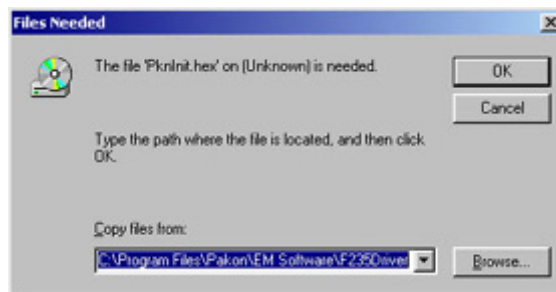 Files Needed
The file 'PknInit.hex' on (Unknown) is needed.
OK
Cancel
Type the path where the file is located, and then click
OK.
Copy files from:
C:\Program Files\Pakon\EM Software\F235Driver
Browse...